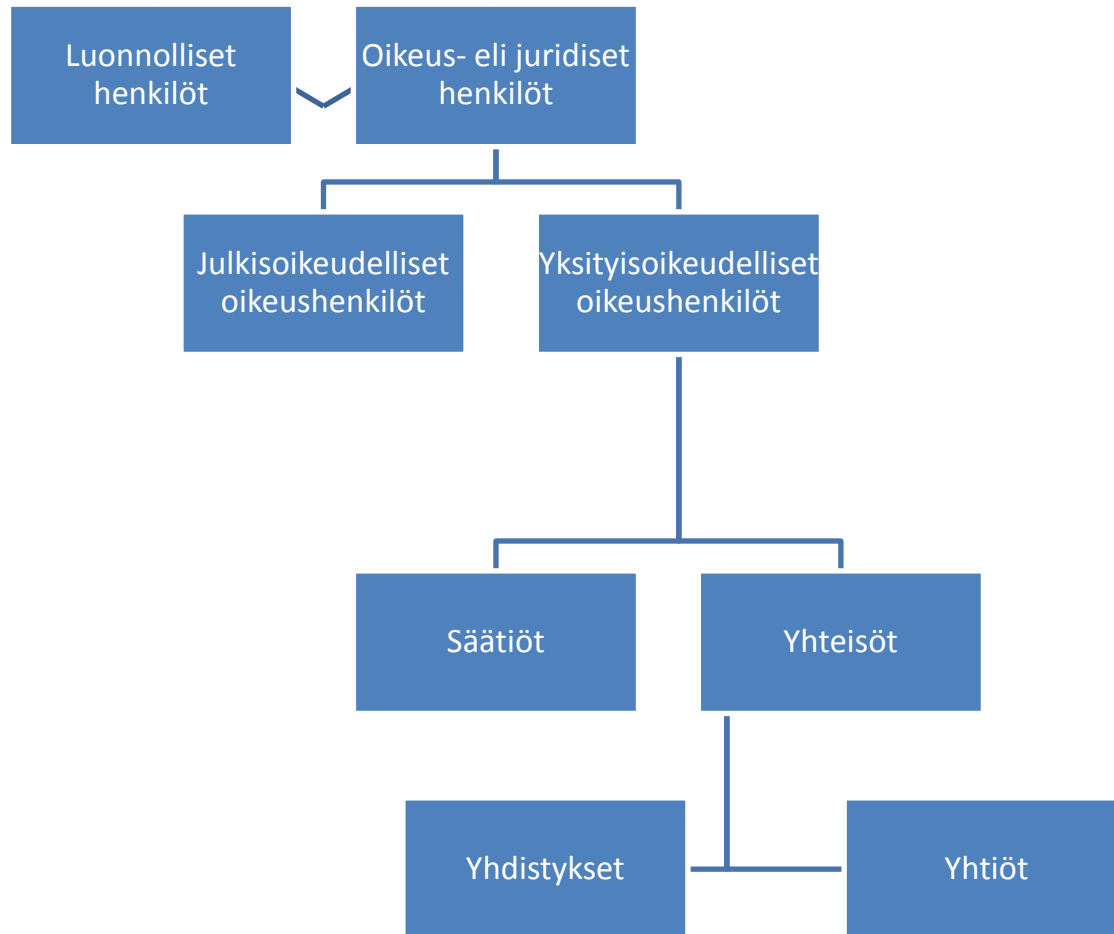 Luonnolliset
henkilöt
Oikeus- eli juridiset
henkilöt
Julkisoikeudelliset
oikeushenkilöt
Yksityisoikeudelliset
oikeushenkilöt
Säätiöt
Yhteisöt
Yhdistykset
Yhtiöt